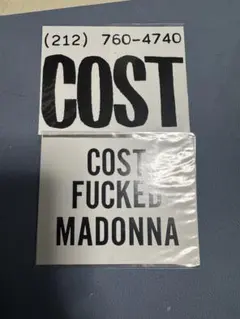 (212) 760-4740
COST
COST
FUCKED
MADONNA